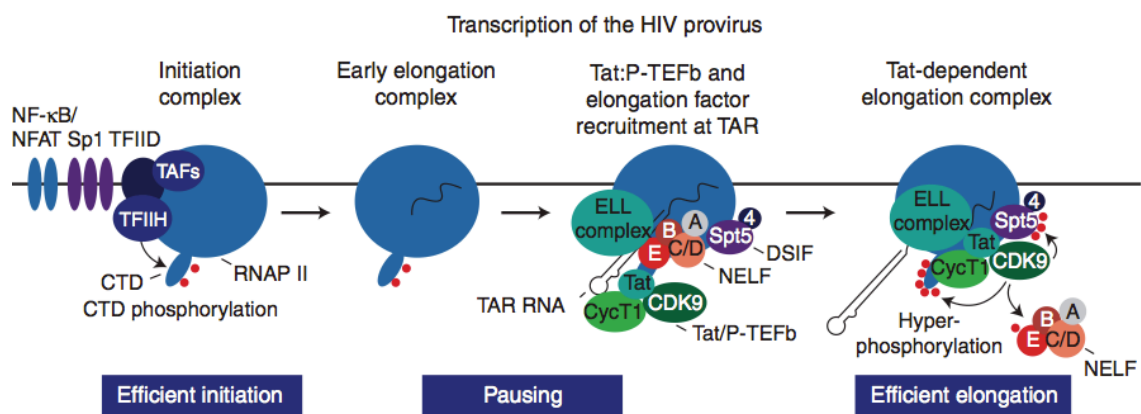 Transcription of the HIV provirus
Initiation
complex
Early elongation
complex
Tat:P-TEFb and
elongation factor
recruitment at TAR
Tat-dependent
elongation complex
NF-κB/
NFAT Sp1 TFIID
TAFs
TFIIH
CTD
RNAP II
CTD phosphorylation
ELL
complex
B
A
E
C/D
4
Spt5
DSIF
NELF
TAR RNA
Tat
CycT1
CDK9
Tat/P-TEFb
ELL
complex
4
Spt5
Tat
CycT1
CDK9
Hyper-
phosphorylation
B
A
E
C/D
NELF
Efficient initiation
Pausing
Efficient elongation